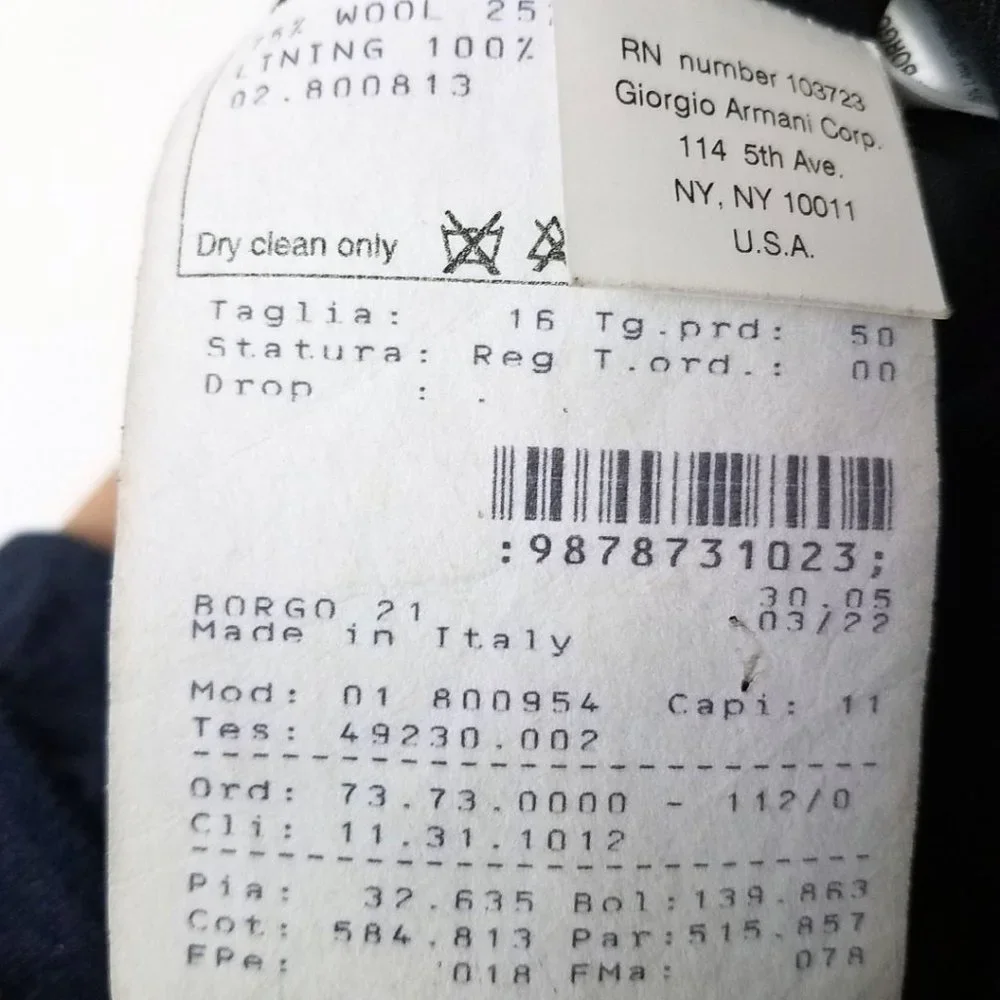 75% WOOL 25%
LINING 100%
02.800813
Dry clean only
RN number 103723
Giorgio Armani Corp.
114 5th Ave.
NY, NY 10011
U.S.A.
Taglia: 16 Tg.prd: 50
Statura: Reg T.ord.: 00
Drop : .
:9878731023;
BORGO 21 30.05
Made in Italy 03/22
Mod: 01 800954 Capi: 11
Tes: 49230.002
Ord: 73.73.0000 - 112/0
Cli: 11.31.1012
Pia: 32.635 Bol:139.863
Cot: 584.813 Par:515.857
FPe: 018 FMa: 078